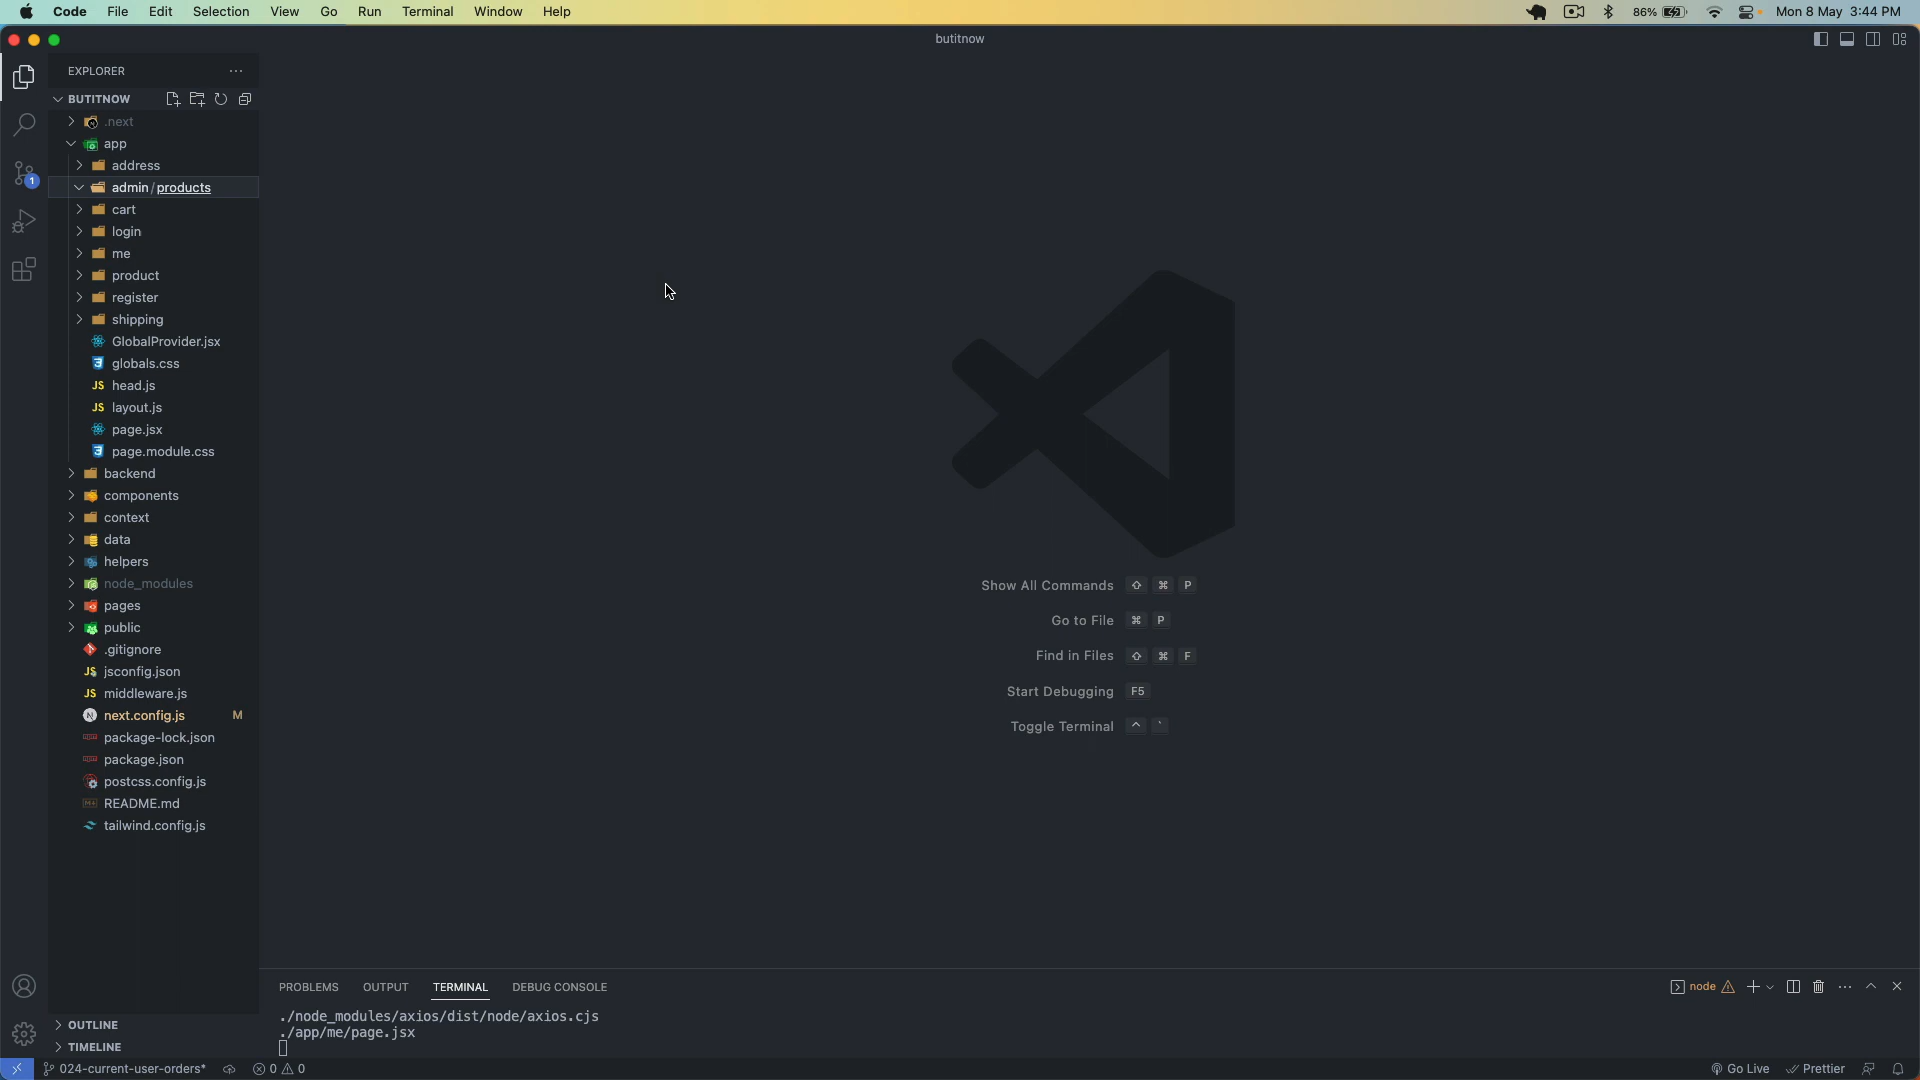 Code File Edit Selection View Go Run Terminal Window Help 86% Mon 8 May 3:44 PM
butitnow
EXPLORER
BUTITNOW
.next
app
address
admin / products
cart
login
me
product
register
shipping
GlobalProvider.jsx
globals.css
JS head.js
JS layout.js
page.jsx
page.module.css
backend
components
context
data
helpers
node_modules
pages
public
.gitignore
JS jsconfig.json
JS middleware.js
N next.config.js M
package-lock.json
package.json
postcss.config.js
README.md
tailwind.config.js
OUTLINE
TIMELINE
1
Show All Commands ⇧ ⌘ P
Go to File ⌘ P
Find in Files ⇧ ⌘ F
Start Debugging F5
Toggle Terminal ^ `
PROBLEMS OUTPUT TERMINAL DEBUG CONSOLE node
./node_modules/axios/dist/node/axios.cjs
./app/me/page.jsx
024-current-user-orders* 0 0 Go Live Prettier